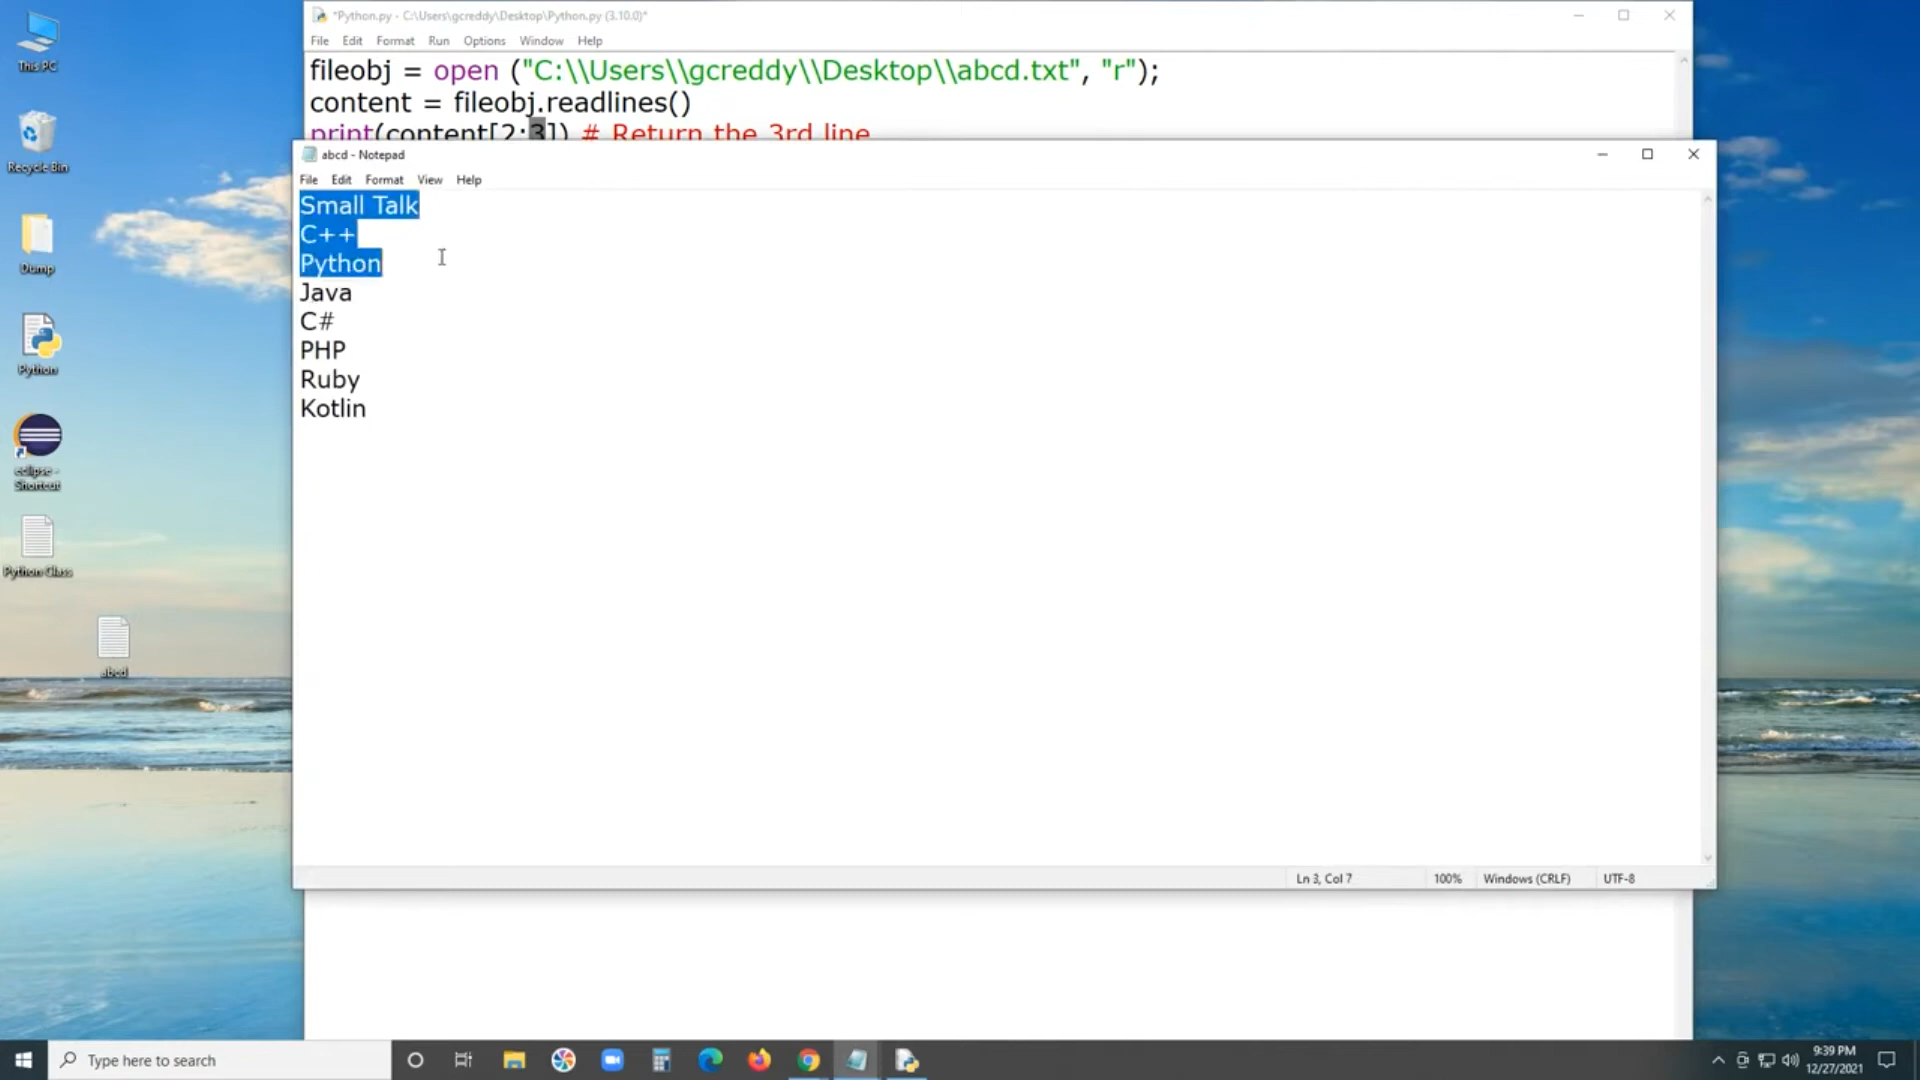 This PC
Recycle Bin
Dump
Python
eclipse -
Shortcut
Python Class
abcd
*Python.py - C:\Users\gcreddy\Desktop\Python.py (3.10.0)*
File Edit Format Run Options Window Help
fileobj = open ("C:\\Users\\gcreddy\\Desktop\\abcd.txt", "r");
content = fileobj.readlines()
print(content[2:3]) # Return the 3rd line
abcd - Notepad
File Edit Format View Help
Small Talk
C++
Python
Java
C#
PHP
Ruby
Kotlin
Ln 3, Col 7 100% Windows (CRLF) UTF-8
Type here to search
9:39 PM
12/27/2021